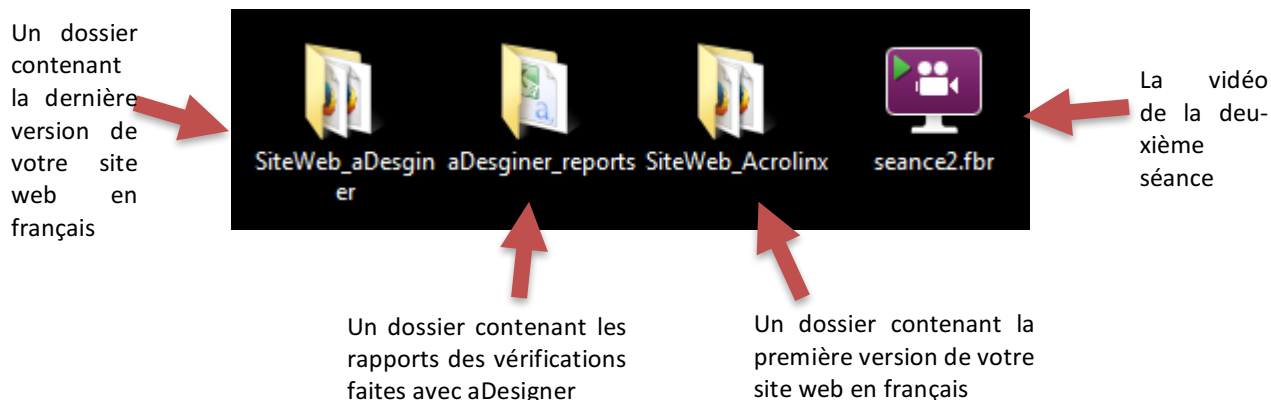 Un dossier
contenant
la dernière
version de
votre site
web en
français
SiteWeb_aDesgin
er
aDesginer_reports
SiteWeb_Acrolinx
seance2.fbr
La vidéo
de la deu-
xième
séance
Un dossier contenant les
rapports des vérifications
faites avec aDesigner
Un dossier contenant la
première version de votre
site web en français